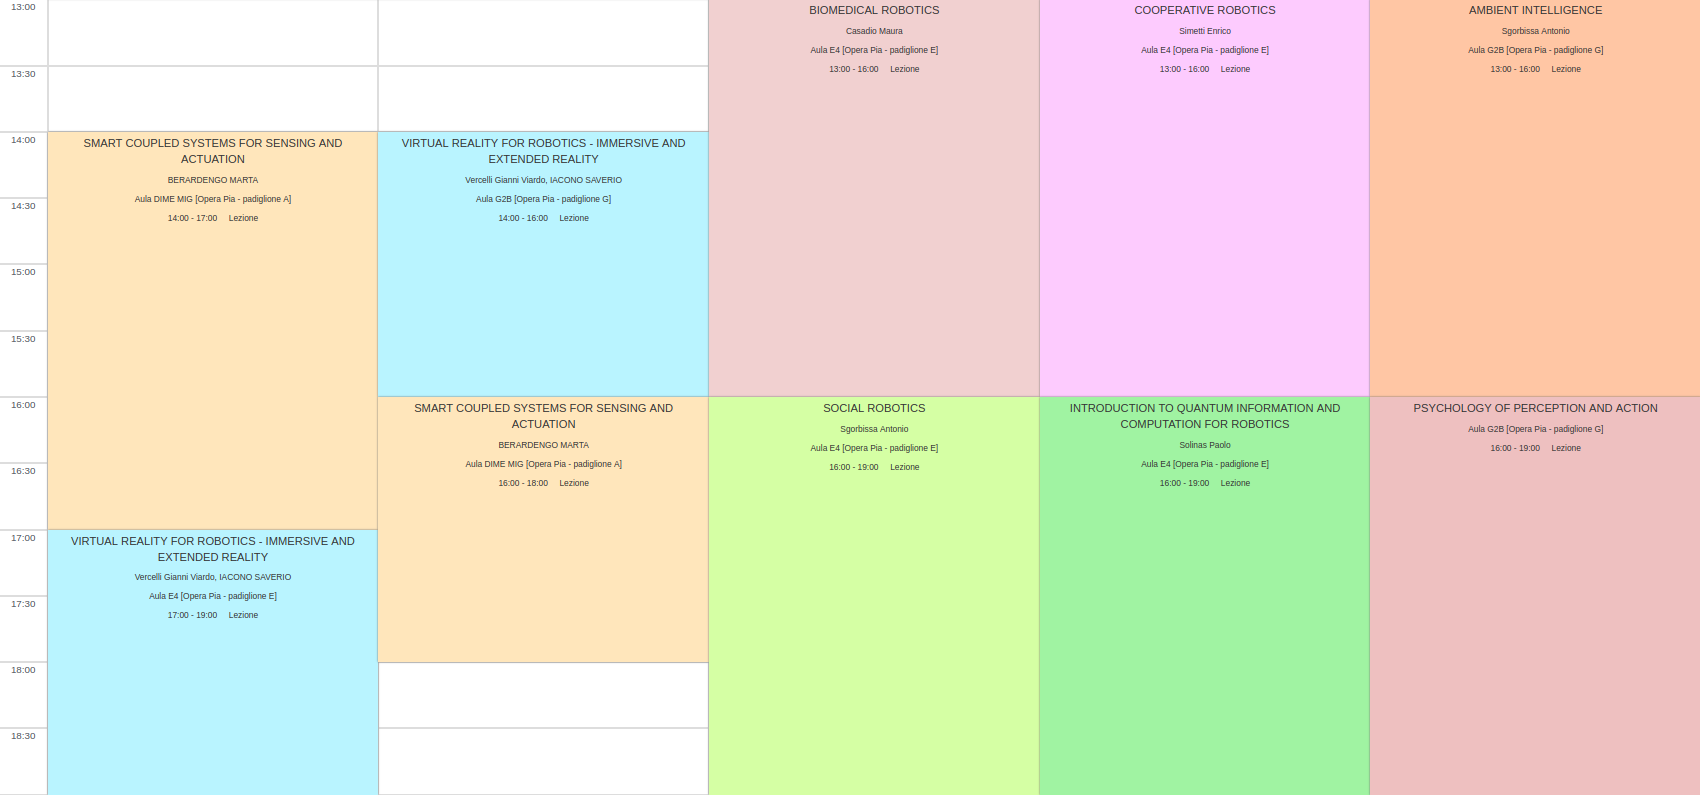 13:00
13:30
14:00
14:30
15:00
15:30
16:00
16:30
17:00
17:30
18:00
18:30
SMART COUPLED SYSTEMS FOR SENSING AND
ACTUATION
BERARDENGO MARTA
Aula DIME MIG [Opera Pia - padiglione A]
14:00 - 17:00 Lezione
VIRTUAL REALITY FOR ROBOTICS - IMMERSIVE AND
EXTENDED REALITY
Vercelli Gianni Viardo, IACONO SAVERIO
Aula E4 [Opera Pia - padiglione E]
17:00 - 19:00 Lezione
VIRTUAL REALITY FOR ROBOTICS - IMMERSIVE AND
EXTENDED REALITY
Vercelli Gianni Viardo, IACONO SAVERIO
Aula G2B [Opera Pia - padiglione G]
14:00 - 16:00 Lezione
SMART COUPLED SYSTEMS FOR SENSING AND
ACTUATION
BERARDENGO MARTA
Aula DIME MIG [Opera Pia - padiglione A]
16:00 - 18:00 Lezione
BIOMEDICAL ROBOTICS
Casadio Maura
Aula E4 [Opera Pia - padiglione E]
13:00 - 16:00 Lezione
SOCIAL ROBOTICS
Sgorbissa Antonio
Aula E4 [Opera Pia - padiglione E]
16:00 - 19:00 Lezione
COOPERATIVE ROBOTICS
Simetti Enrico
Aula E4 [Opera Pia - padiglione E]
13:00 - 16:00 Lezione
INTRODUCTION TO QUANTUM INFORMATION AND
COMPUTATION FOR ROBOTICS
Solinas Paolo
Aula E4 [Opera Pia - padiglione E]
16:00 - 19:00 Lezione
AMBIENT INTELLIGENCE
Sgorbissa Antonio
Aula G2B [Opera Pia - padiglione G]
13:00 - 16:00 Lezione
PSYCHOLOGY OF PERCEPTION AND ACTION
Aula G2B [Opera Pia - padiglione G]
16:00 - 19:00 Lezione